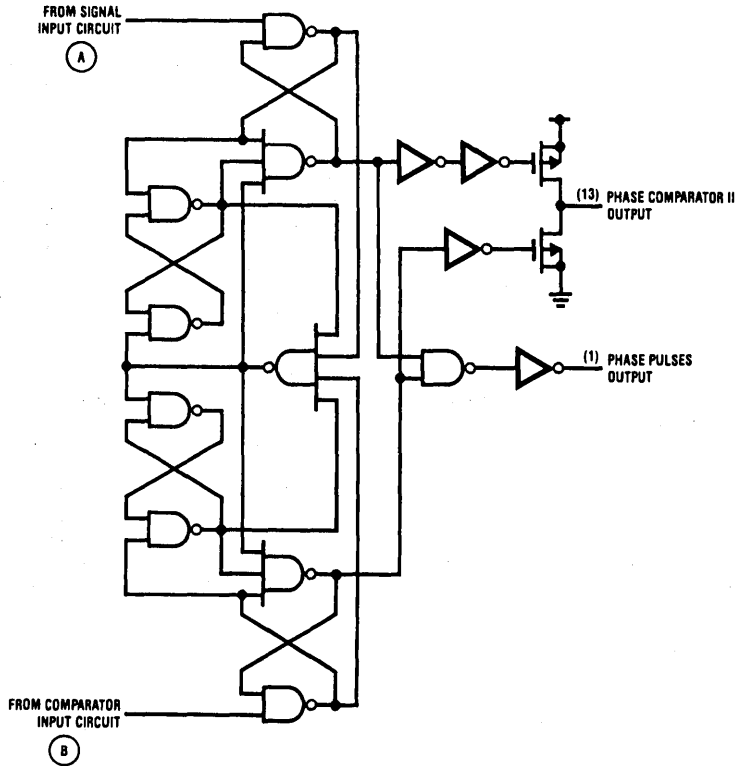 FROM SIGNAL
INPUT CIRCUIT
A
(13) PHASE COMPARATOR II
OUTPUT
(1) PHASE PULSES
OUTPUT
FROM COMPARATOR
INPUT CIRCUIT
B